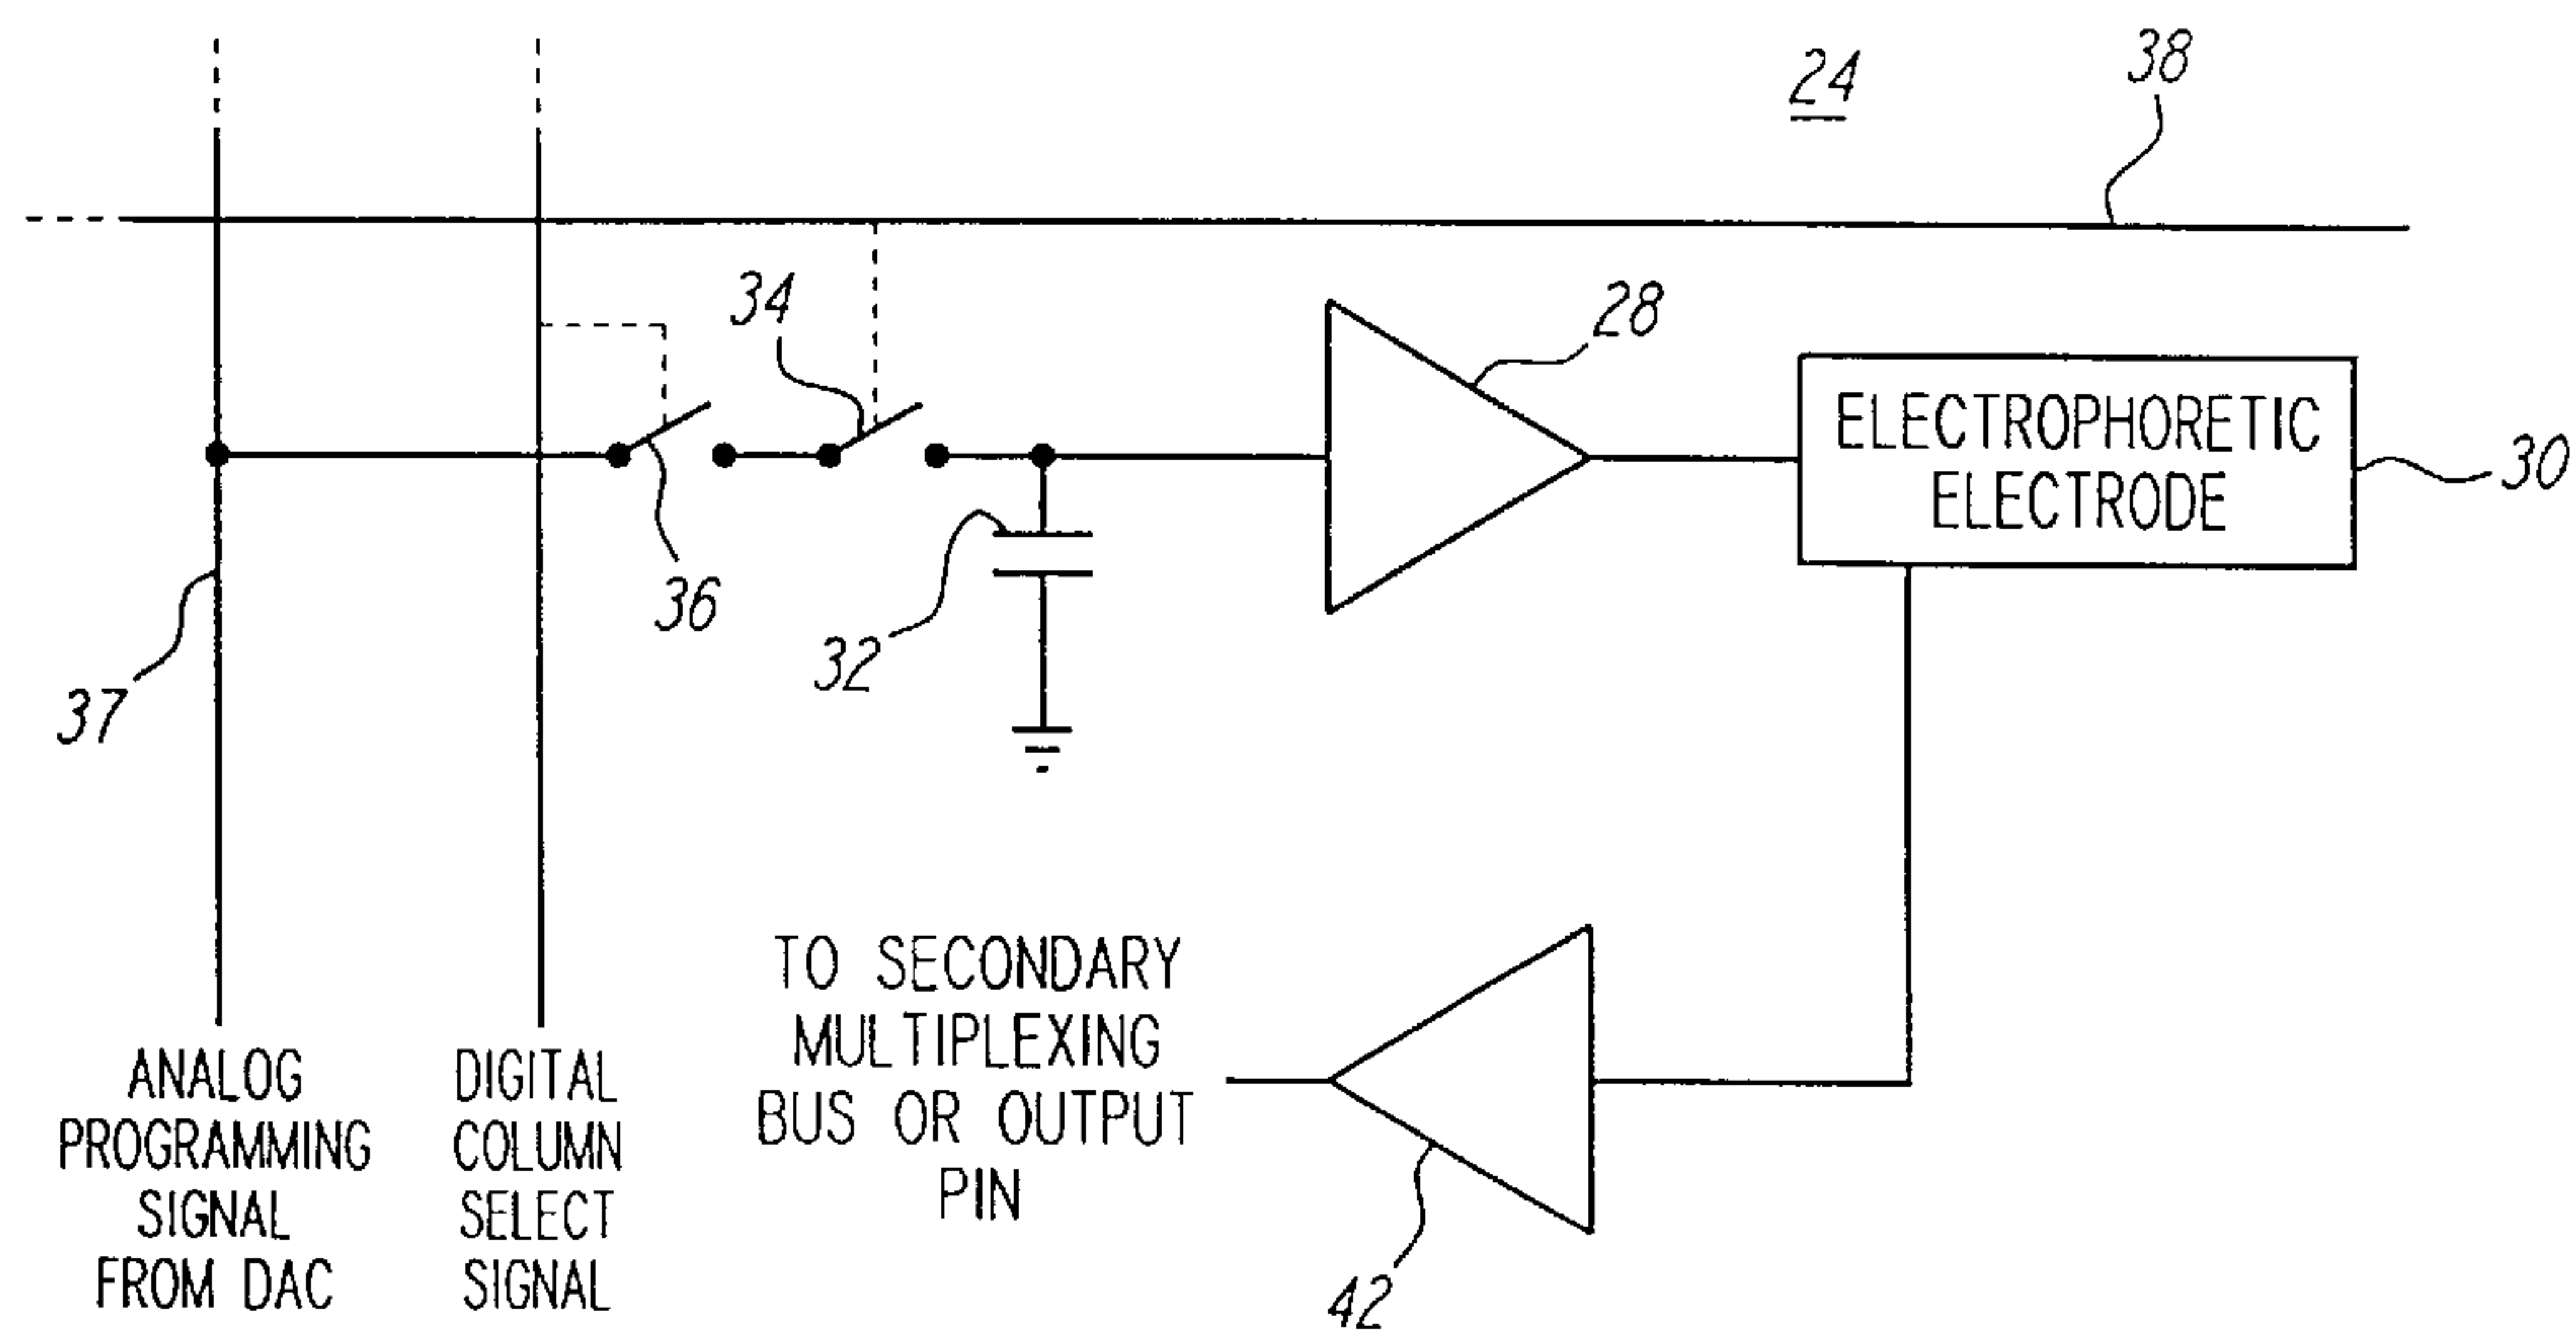 24
38
34
28
ELECTROPHORETIC
ELECTRODE
30
36
32
37
TO SECONDARY
MULTIPLEXING
BUS OR OUTPUT
PIN
ANALOG
PROGRAMMING
SIGNAL
FROM DAC
DIGITAL
COLUMN
SELECT
SIGNAL
42